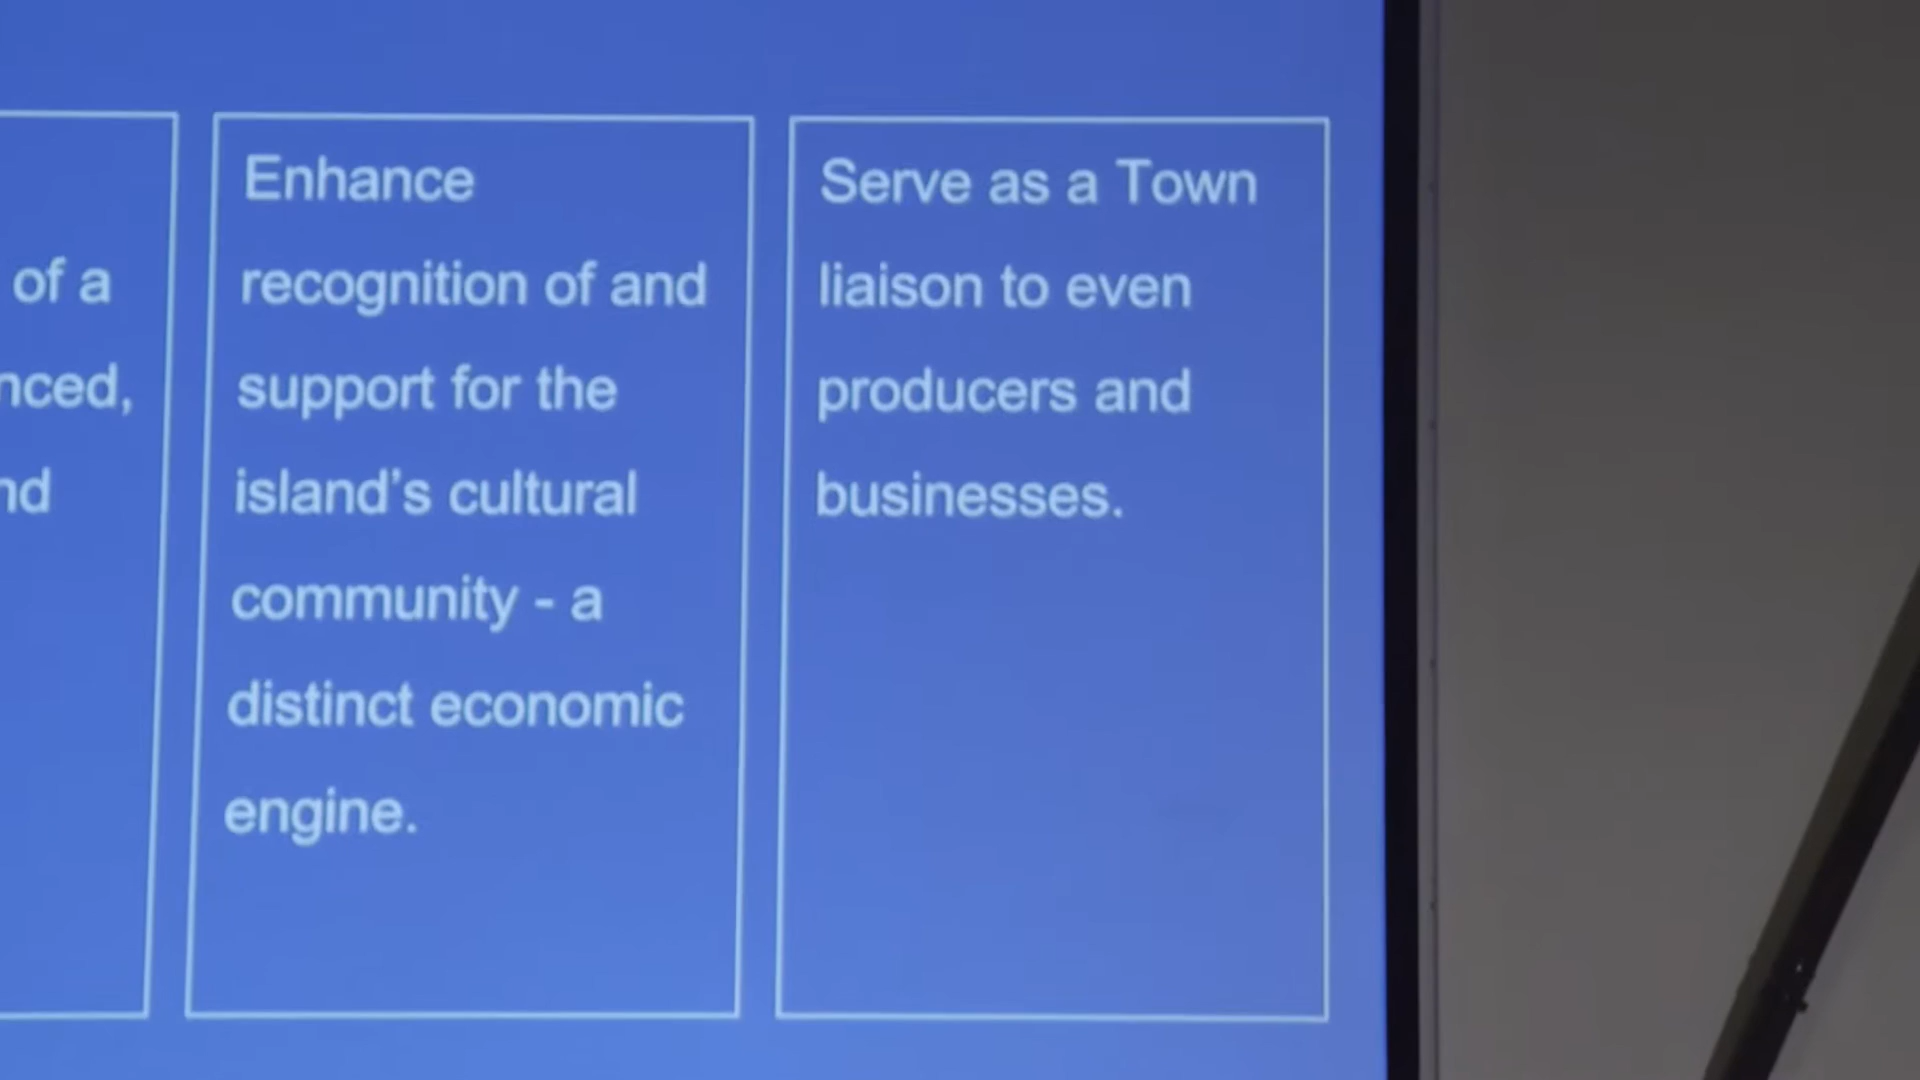 of a
nced,
nd
Enhance
recognition of and
support for the
island's cultural
community - a
distinct economic
engine.
Serve as a Town
liaison to even
producers and
businesses.